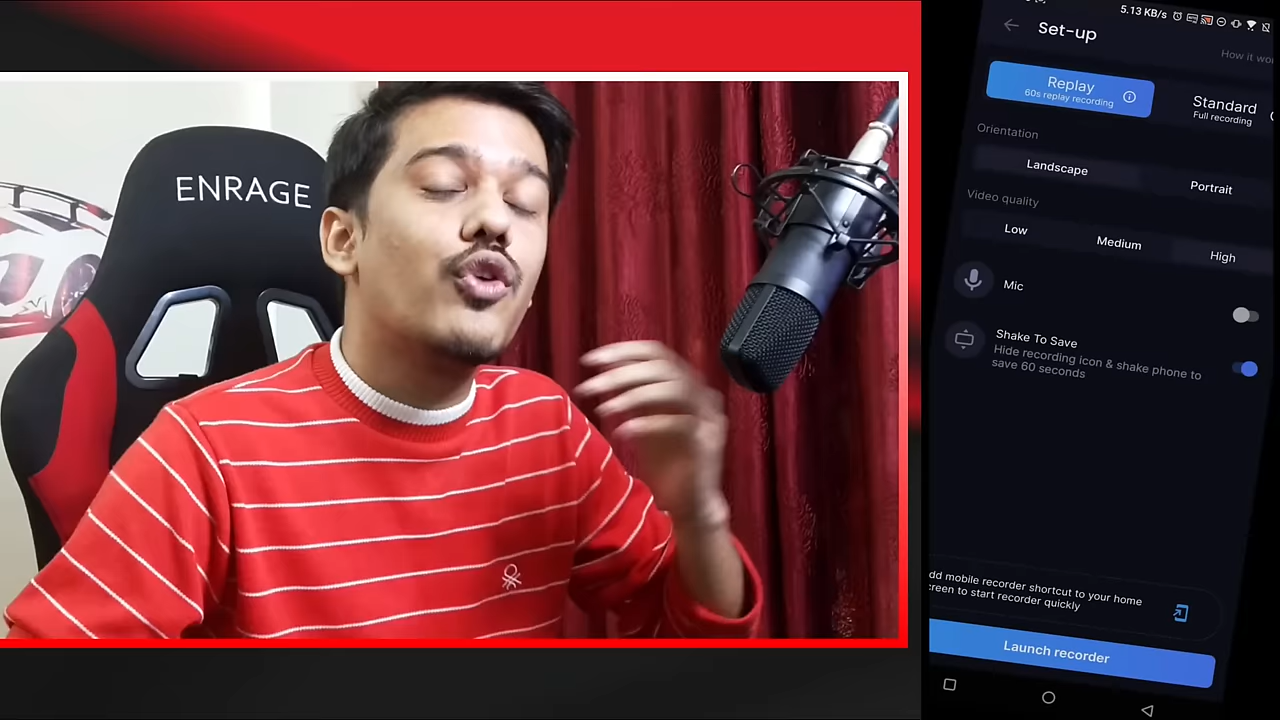 ENRAGE
5.13 KB/s
Set-up
How it wo
Replay
60s replay recording
Standard
Full recording
Orientation
Landscape
Portrait
Video quality
Low
Medium
High
Mic
Shake To Save
Hide recording icon & shake phone to
save 60 seconds
dd mobile recorder shortcut to your home
creen to start recorder quickly
Launch recorder